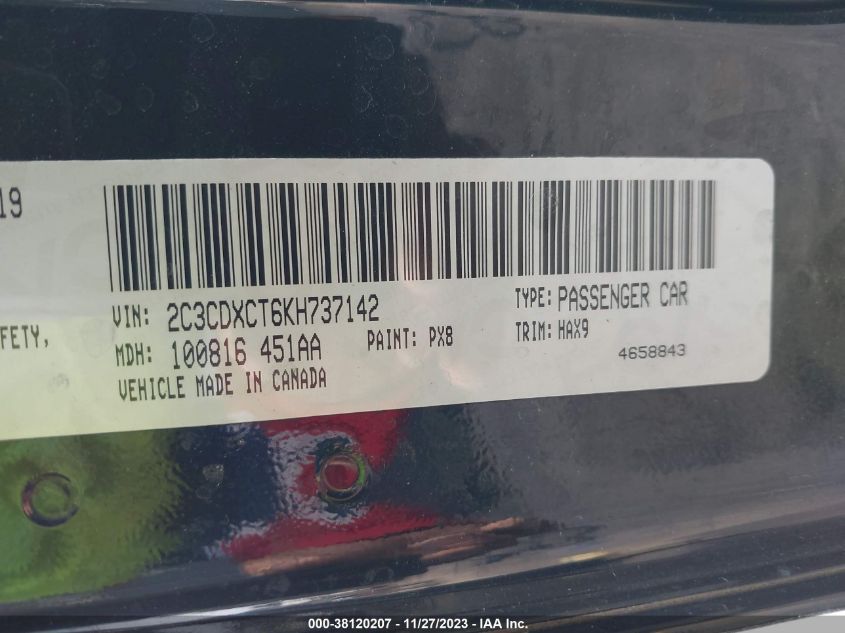 19
VIN: 2C3CDXCT6KH737142
TYPE: PASSENGER CAR
FETY,
MDH: 100816 451AA
PAINT: PX8
TRIM: HAX9
4658843
VEHICLE MADE IN CANADA
000-38120207 - 11/27/2023 - IAA Inc.